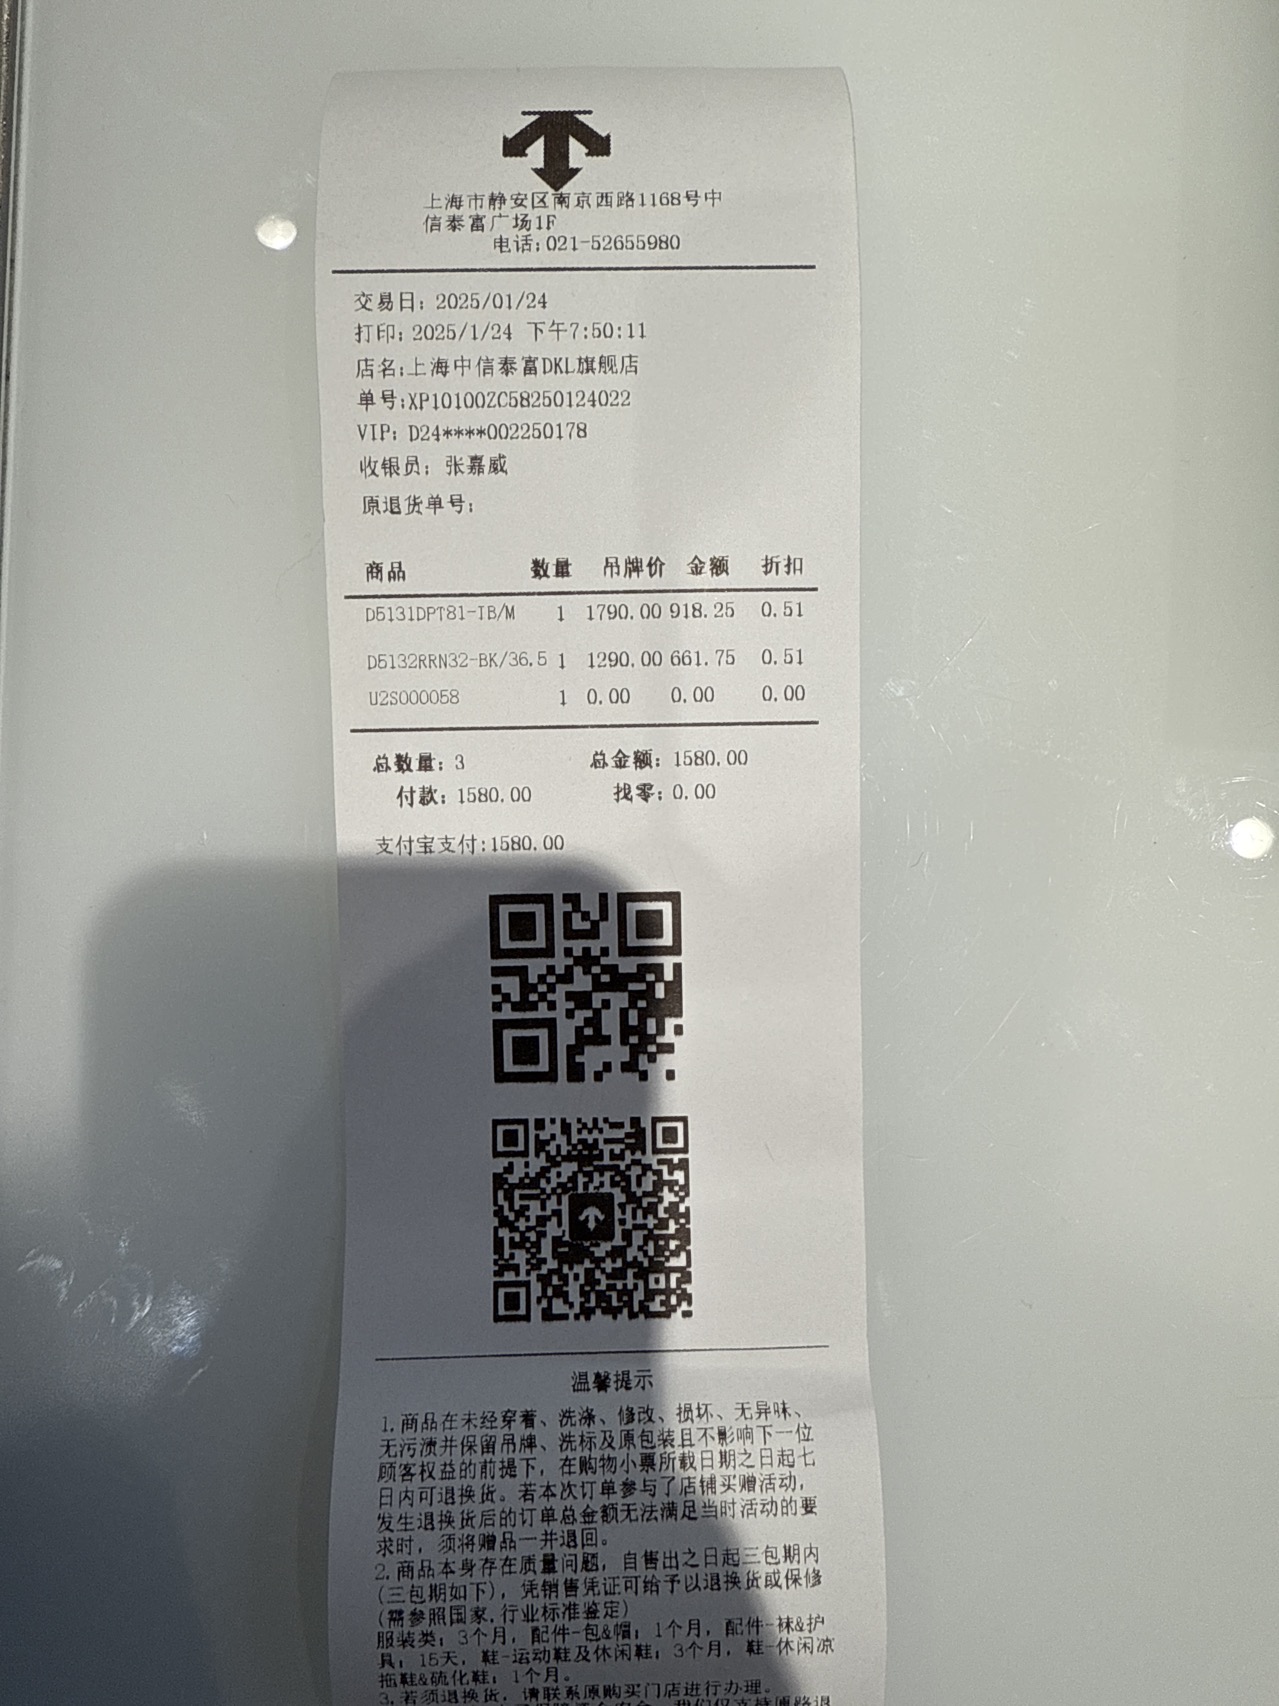 上海市静安区南京西路1168号中
信泰富广场1F
电话:021-52655980
交易日: 2025/01/24
打印: 2025/1/24 下午7:50:11
店名:上海中信泰富DKL旗舰店
单号:XP10100ZC58250124022
VIP: D24****002250178
收银员: 张嘉威
原退货单号:
商品 数量 吊牌价 金额 折扣
D5131DPT81-IB/M 1 1790.00 918.25 0.51
D5132RRN32-BK/36.5 1 1290.00 661.75 0.51
U2S000058 1 0.00 0.00 0.00
总数量: 3 总金额: 1580.00
付款: 1580.00 找零: 0.00
支付宝支付:1580.00
温馨提示
1.商品在未经穿着、洗涤、修改、损坏、无异味、
无污渍并保留吊牌、洗标及原包装且不影响下一位
顾客权益的前提下, 在购物小票所载日期之日起七
日内可退换货。若本次订单参与了店铺买赠活动,
发生退换货后的订单总金额无法满足当时活动的要
求时, 须将赠品一并退回。
2.商品本身存在质量问题, 自售出之日起三包期内
(三包期如下), 凭销售凭证可给予以退换货或保修
(需参照国家.行业标准鉴定)
服装类: 3个月, 配件-包&帽: 1个月, 配件-袜&护
具: 15天, 鞋-运动鞋及休闲鞋: 3个月, 鞋-休闲凉
拖鞋&硫化鞋: 1个月。
3.若须退换货, 请联系原购买门店进行办理。